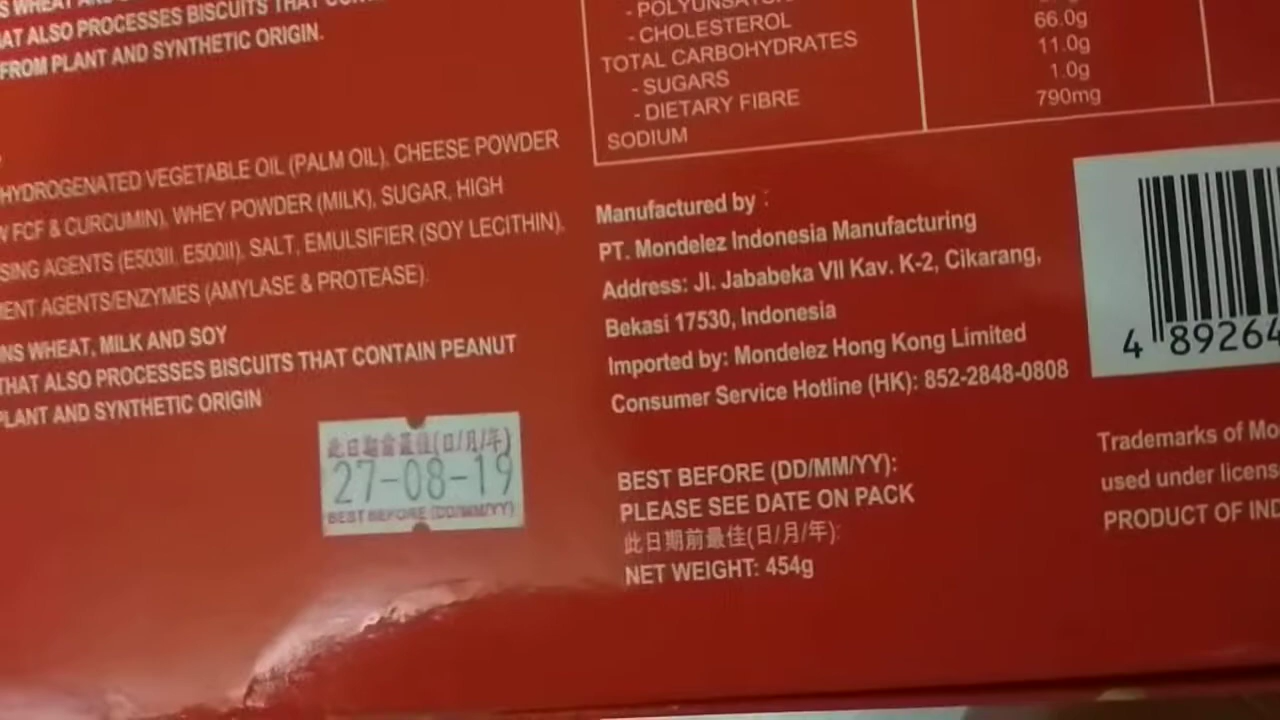 AT ALSO PROCESSES BISCUITS THAT
FROM PLANT AND SYNTHETIC ORIGIN.
HYDROGENATED VEGETABLE OIL (PALM OIL), CHEESE POWDER
FCF & CURCUMIN), WHEY POWDER (MILK), SUGAR, HIGH
SING AGENTS (E503II, E500II), SALT, EMULSIFIER (SOY LECITHIN),
ENT AGENTS/ENZYMES (AMYLASE & PROTEASE).
NS WHEAT, MILK AND SOY
THAT ALSO PROCESSES BISCUITS THAT CONTAIN PEANUT
PLANT AND SYNTHETIC ORIGIN
此日期前最佳(日/月/年)
27-08-19
BEST BEFORE (DD/MM/YY)
- CHOLESTEROL
TOTAL CARBOHYDRATES
- SUGARS
- DIETARY FIBRE
SODIUM
66.0g
11.0g
1.0g
790mg
Manufactured by :
PT. Mondelez Indonesia Manufacturing
Address: Jl. Jababeka VII Kav. K-2, Cikarang,
Bekasi 17530, Indonesia
Imported by: Mondelez Hong Kong Limited
Consumer Service Hotline (HK): 852-2848-0808
BEST BEFORE (DD/MM/YY):
PLEASE SEE DATE ON PACK
此日期前最佳(日/月/年):
NET WEIGHT: 454g
4 89264
Trademarks of Mo
used under licens
PRODUCT OF IND